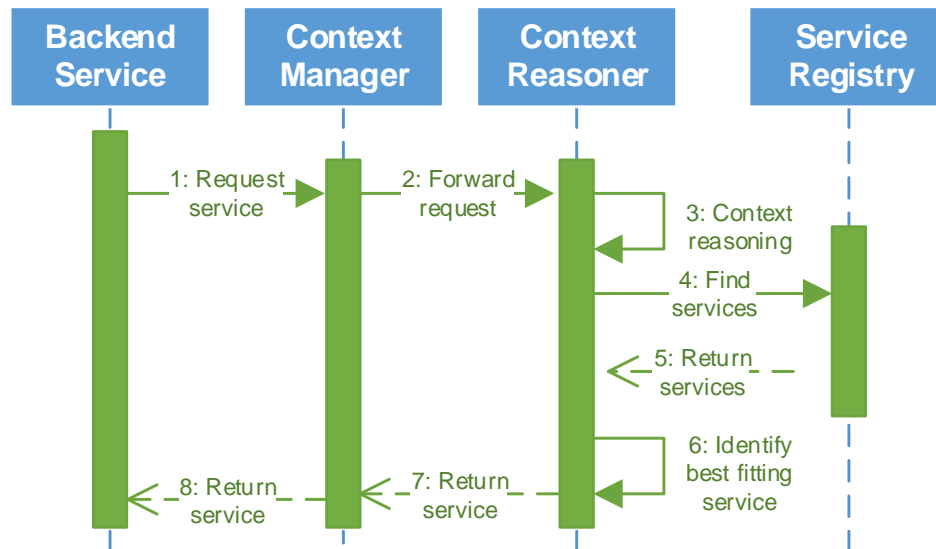 Backend
Service
Context
Manager
Context
Reasoner
Service
Registry
1: Request
service
2: Forward
request
3: Context
reasoning
4: Find
services
5: Return
services
6: Identify
best fitting
service
7: Return
service
8: Return
service